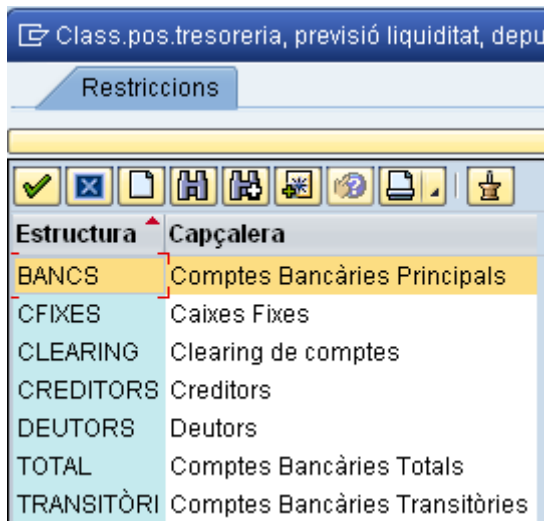 Class.pos.tresoreria, previsió liquiditat, depu
Restriccions
Estructura Capçalera
BANCS Comptes Bancàries Principals
CFIXES Caixes Fixes
CLEARING Clearing de comptes
CREDITORS Creditors
DEUTORS Deutors
TOTAL Comptes Bancàries Totals
TRANSITÒRI Comptes Bancàries Transitòries